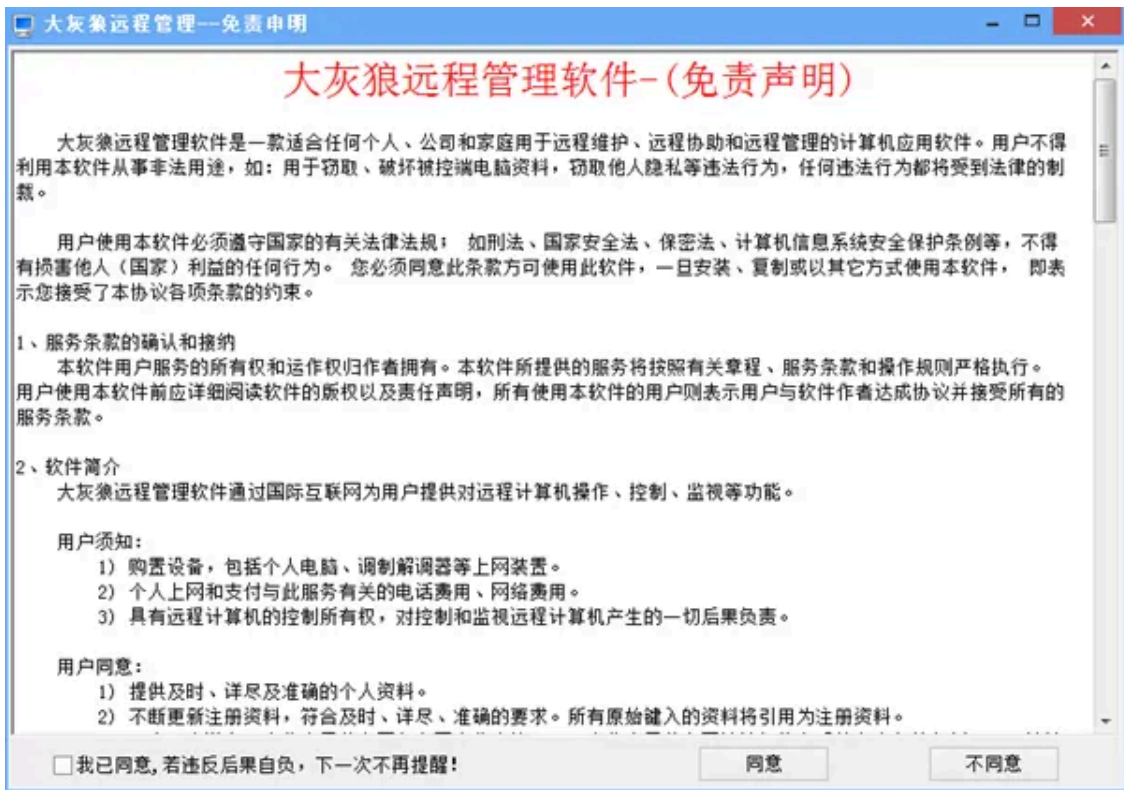 大灰狼远程管理--免责申明
大灰狼远程管理软件-(免责声明)
大灰狼远程管理软件是一款适合任何个人、公司和家庭用于远程维护、远程协助和远程管理的计算机应用软件。用户不得
利用本软件从事非法用途，如：用于窃取、破坏被控端电脑资料，窃取他人隐私等违法行为，任何违法行为都将受到法律的制
裁。
用户使用本软件必须遵守国家的有关法律法规； 如刑法、国家安全法、保密法、计算机信息系统安全保护条例等，不得
有损害他人（国家）利益的任何行为。 您必须同意此条款方可使用此软件，一旦安装、复制或以其它方式使用本软件， 即表
示您接受了本协议各项条款的约束。
1、服务条款的确认和接纳
本软件用户服务的所有权和运作权归作者拥有。本软件所提供的服务将按照有关章程、服务条款和操作规则严格执行。
用户使用本软件前应详细阅读软件的版权以及责任声明，所有使用本软件的用户则表示用户与软件作者达成协议并接受所有的
服务条款。
2、软件简介
大灰狼远程管理软件通过国际互联网为用户提供对远程计算机操作、控制、监视等功能。
用户须知：
1) 购置设备，包括个人电脑、调制解调器等上网装置。
2) 个人上网和支付与此服务有关的电话费用、网络费用。
3) 具有远程计算机的控制所有权，对控制和监视远程计算机产生的一切后果负责。
用户同意：
1) 提供及时、详尽及准确的个人资料。
2) 不断更新注册资料，符合及时、详尽、准确的要求。所有原始键入的资料将引用为注册资料。
我已同意,若违反后果自负，下一次不再提醒!
同意
不同意